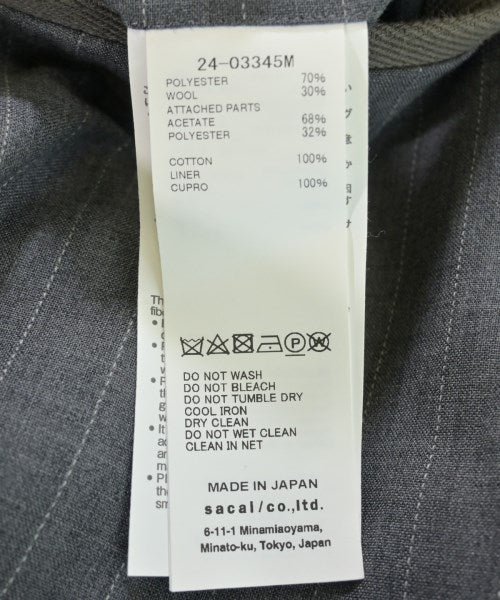 24-03345M
POLYESTER 70%
WOOL 30%
ATTACHED PARTS
ACETATE 68%
POLYESTER 32%
COTTON 100%
LINER
CUPRO 100%
DO NOT WASH
DO NOT BLEACH
DO NOT TUMBLE DRY
COOL IRON
DRY CLEAN
DO NOT WET CLEAN
CLEAN IN NET
MADE IN JAPAN
sacai/co.,ltd.
6-11-1 Minamiaoyama,
Minato-ku, Tokyo, Japan